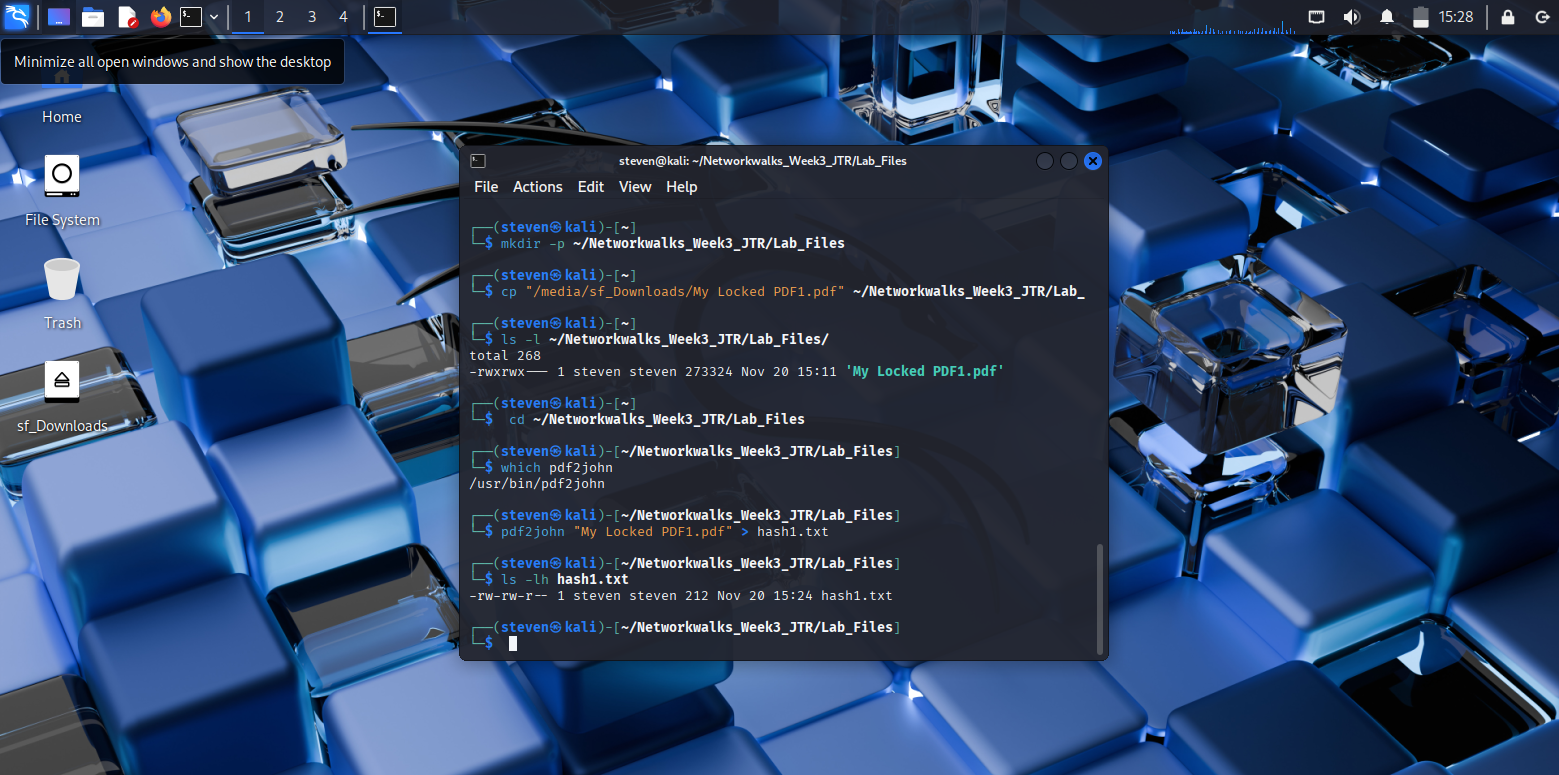 1 2 3 4 15:28
Minimize all open windows and show the desktop
Home
File System
Trash
sf_Downloads
steven@kali: ~/Networkwalks_Week3_JTR/Lab_Files
File Actions Edit View Help
┌──(steven㉿kali)-[~]
└─$ mkdir -p ~/Networkwalks_Week3_JTR/Lab_Files
┌──(steven㉿kali)-[~]
└─$ cp "/media/sf_Downloads/My Locked PDF1.pdf" ~/Networkwalks_Week3_JTR/Lab_
┌──(steven㉿kali)-[~]
└─$ ls -l ~/Networkwalks_Week3_JTR/Lab_Files/
total 268
-rwxrwx--- 1 steven steven 273324 Nov 20 15:11 'My Locked PDF1.pdf'
┌──(steven㉿kali)-[~]
└─$  cd ~/Networkwalks_Week3_JTR/Lab_Files
┌──(steven㉿kali)-[~/Networkwalks_Week3_JTR/Lab_Files]
└─$ which pdf2john
/usr/bin/pdf2john
┌──(steven㉿kali)-[~/Networkwalks_Week3_JTR/Lab_Files]
└─$ pdf2john "My Locked PDF1.pdf" > hash1.txt
┌──(steven㉿kali)-[~/Networkwalks_Week3_JTR/Lab_Files]
└─$ ls -lh hash1.txt
-rw-rw-r-- 1 steven steven 212 Nov 20 15:24 hash1.txt
┌──(steven㉿kali)-[~/Networkwalks_Week3_JTR/Lab_Files]
└─$